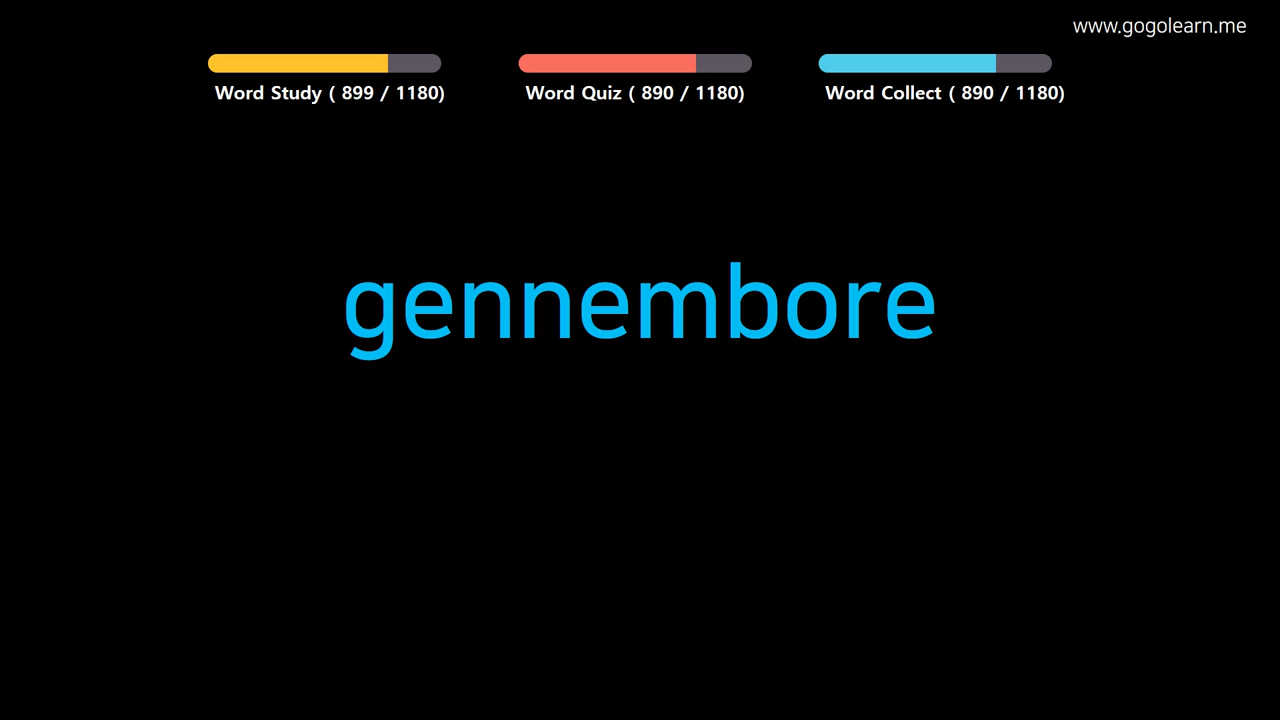 www.gogolearn.me
Word Study ( 899 / 1180)
Word Quiz ( 890 / 1180)
Word Collect ( 890 / 1180)
gennembore